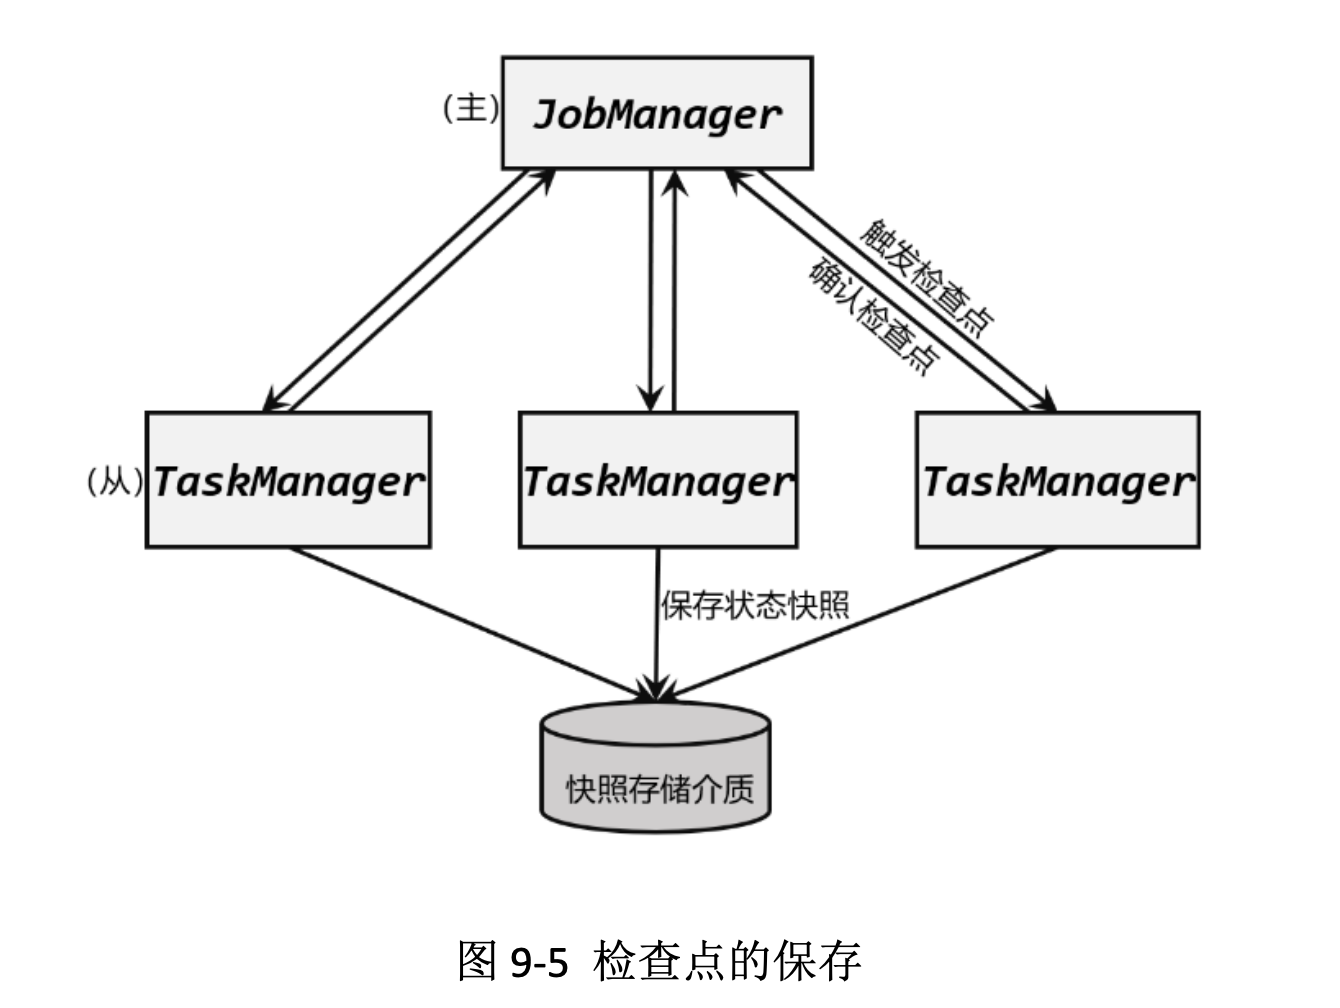 (主)
JobManager
触发检查点
确认检查点
(从)
TaskManager
TaskManager
TaskManager
保存状态快照
快照存储介质
图 9-5 检查点的保存